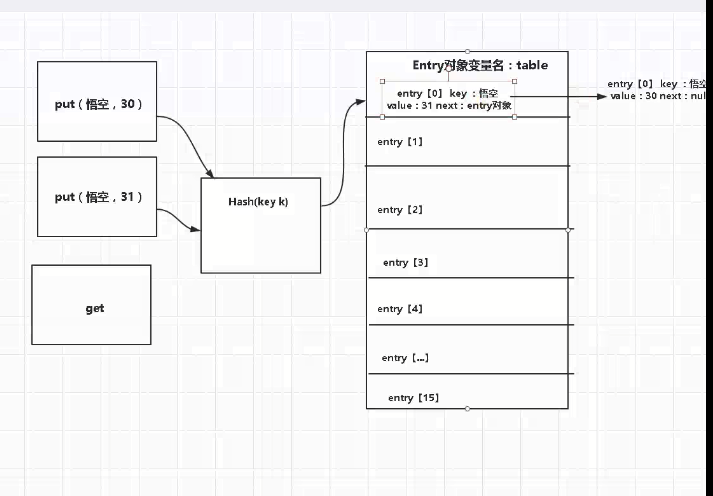 Entry对象变量名：table
put（悟空，30）
entry【0】 key ：悟空
value：31 next：entry对象
entry【0】 key ：悟空
value：30 next：nul
entry【1】
put（悟空，31）
Hash(key k)
entry【2】
entry【3】
get
entry【4】
entry【...】
entry【15】